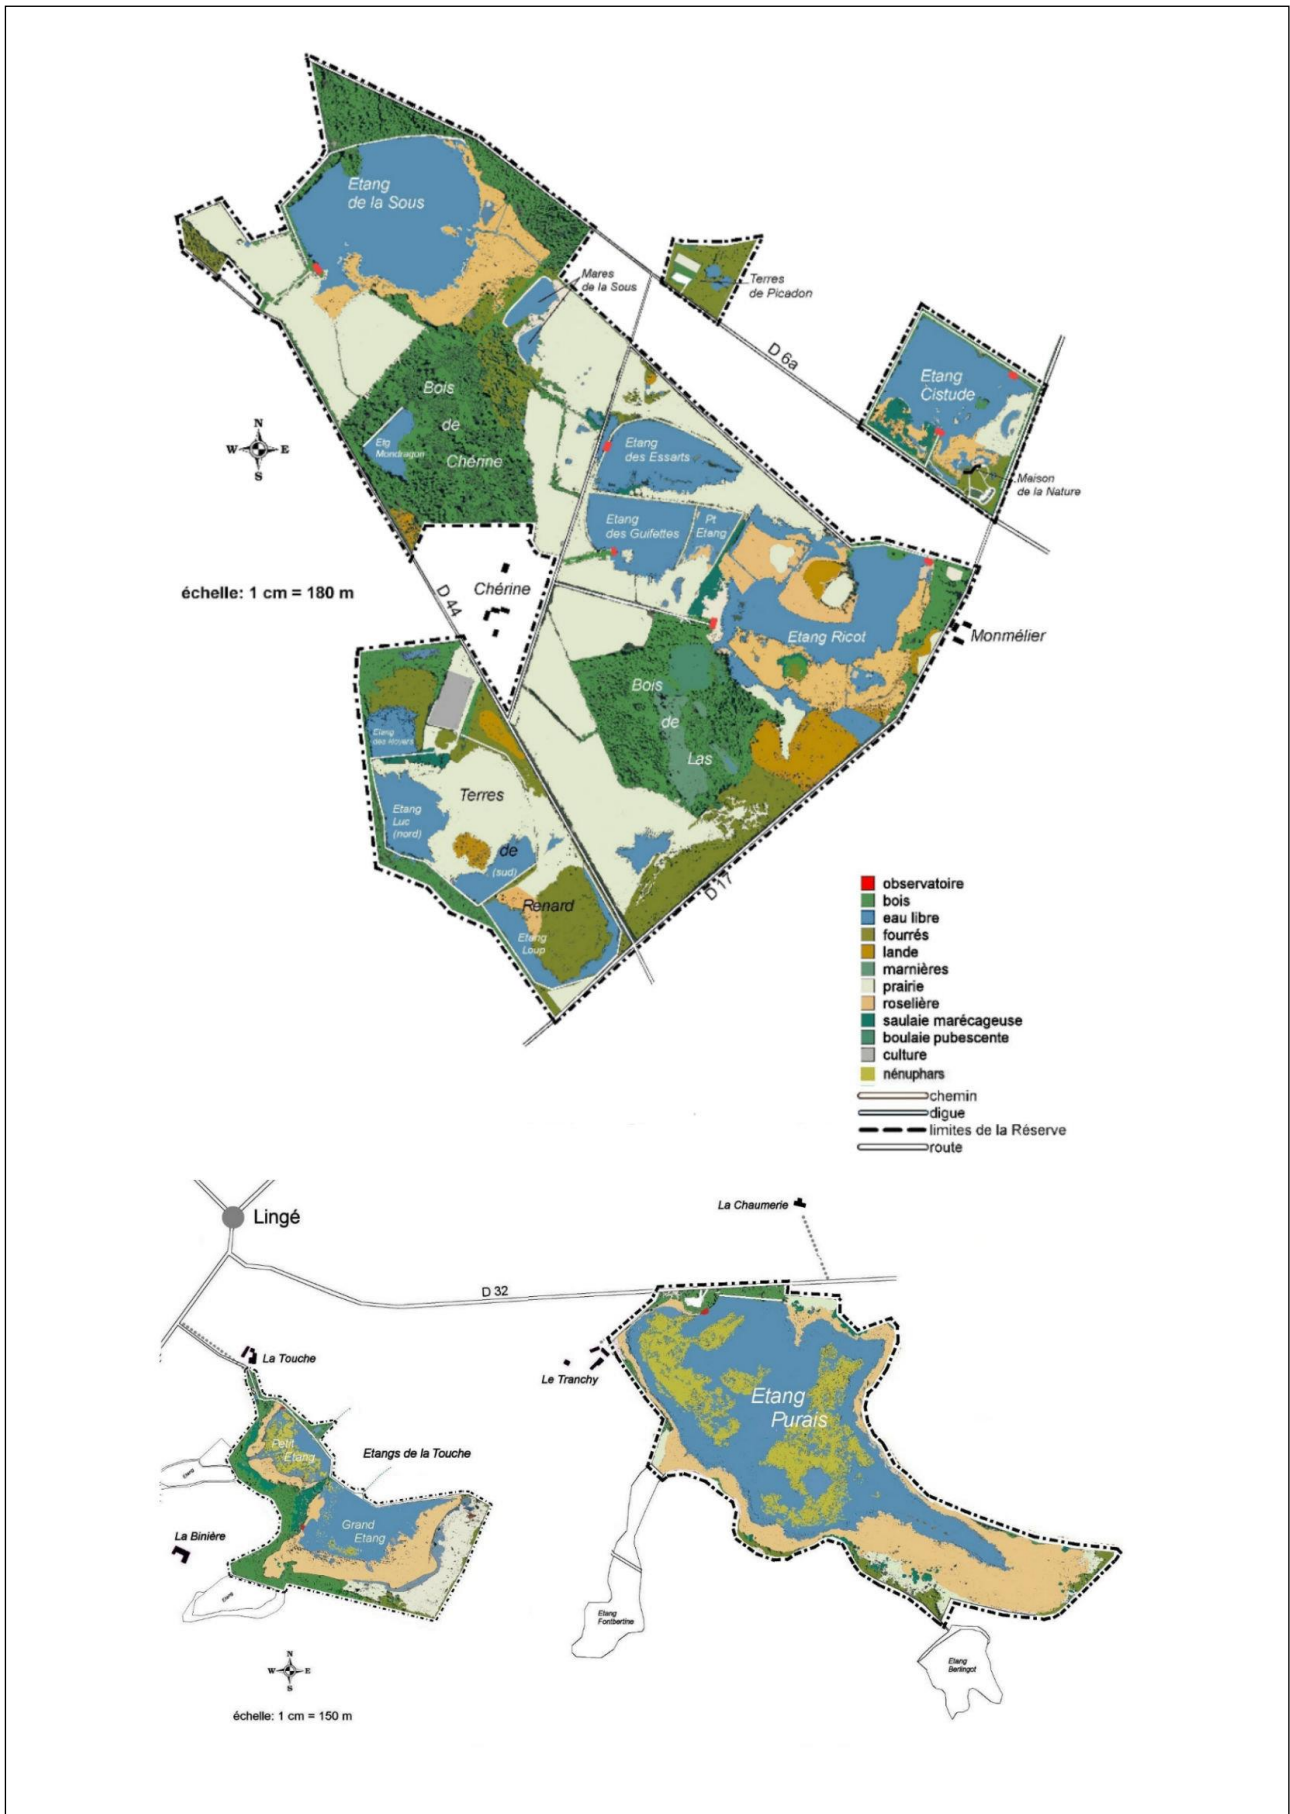 Etang
de la Sous
Mares
de la Sous
Terres
de Picadon
D 6a
Etang
Cistude
Maison
de la Nature
Bois
de
Chérine
Etg
Mondragon
N
W
E
S
Etang
des Essarts
Etang
des Guifettes
Pt
Etang
échelle: 1 cm = 180 m
D 44
Chérine
Etang Ricot
Monmélier
Bois
de
Las
Etang
des Royers
Terres
Etang
Luc
(nord)
de
(sud)
Renard
Etang
Loup
D 17
observatoire
bois
eau libre
fourrés
lande
marnières
prairie
roselière
saulaie marécageuse
boulaie pubescente
culture
nénuphars
chemin
digue
limites de la Réserve
route
Lingé
La Chaumerie
D 32
La Touche
Le Tranchy
Etang
Purais
Petit
Etang
Etangs de la Touche
Etang
Grand
Etang
La Binière
Etang
Etang
Fontbertine
Etang
Berlingot
N
W
E
S
échelle: 1 cm = 150 m